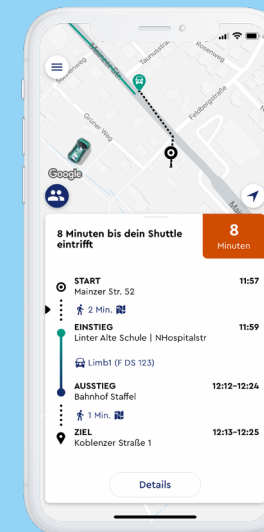 Mainzer Str.
Taunusstraße
Rosenweg
Feldbergstraße
Grüner Weg
Google
8 Minuten bis dein Shuttle
eintrifft
8
Minuten
START 11:57
Mainzer Str. 52
2 Min.
EINSTIEG 11:59
Linter Alte Schule | NHospitalstr
Limb1 (F DS 123)
AUSSTIEG 12:12–12:24
Bahnhof Staffel
1 Min.
ZIEL 12:13–12:25
Koblenzer Straße 1
Details